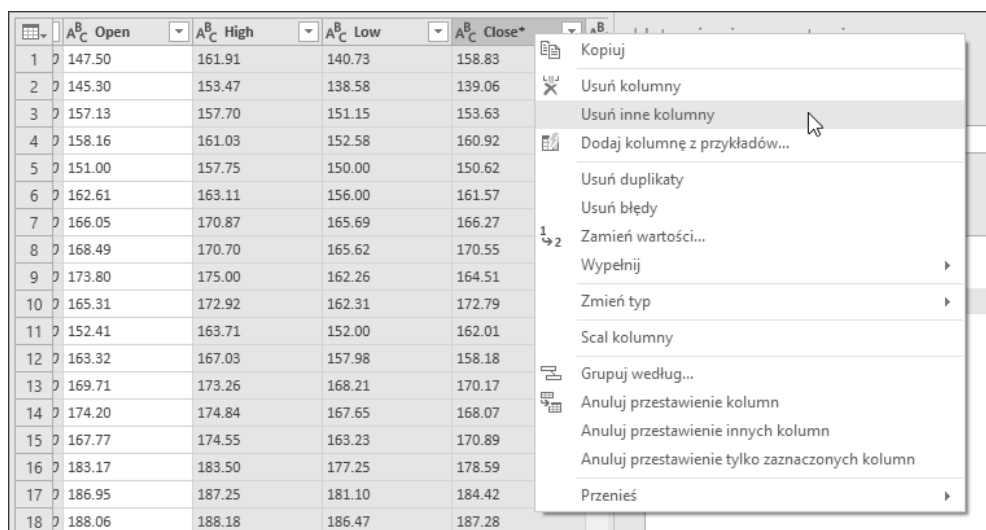 ABC Open ABC High ABC Low ABC Close* AB
1 147.50 161.91 140.73 158.83
2 145.30 153.47 138.58 139.06
3 157.13 157.70 151.15 153.63
4 158.16 161.03 152.58 160.92
5 151.00 157.75 150.00 150.62
6 162.61 163.11 156.00 161.57
7 166.05 170.87 165.69 166.27
8 168.49 170.70 165.62 170.55
9 173.80 175.00 162.26 164.51
10 165.31 172.92 162.31 172.79
11 152.41 163.71 152.00 162.01
12 163.32 167.03 157.98 158.18
13 169.71 173.26 168.21 170.17
14 174.20 174.84 167.65 168.07
15 167.77 174.55 163.23 170.89
16 183.17 183.50 177.25 178.59
17 186.95 187.25 181.10 184.42
18 188.06 188.18 186.47 187.28
Kopiuj
Usuń kolumny
Usuń inne kolumny
Dodaj kolumnę z przykładów...
Usuń duplikaty
Usuń błędy
Zamień wartości...
Wypełnij
Zmień typ
Scal kolumny
Grupuj według...
Anuluj przestawienie kolumn
Anuluj przestawienie innych kolumn
Anuluj przestawienie tylko zaznaczonych kolumn
Przenieś